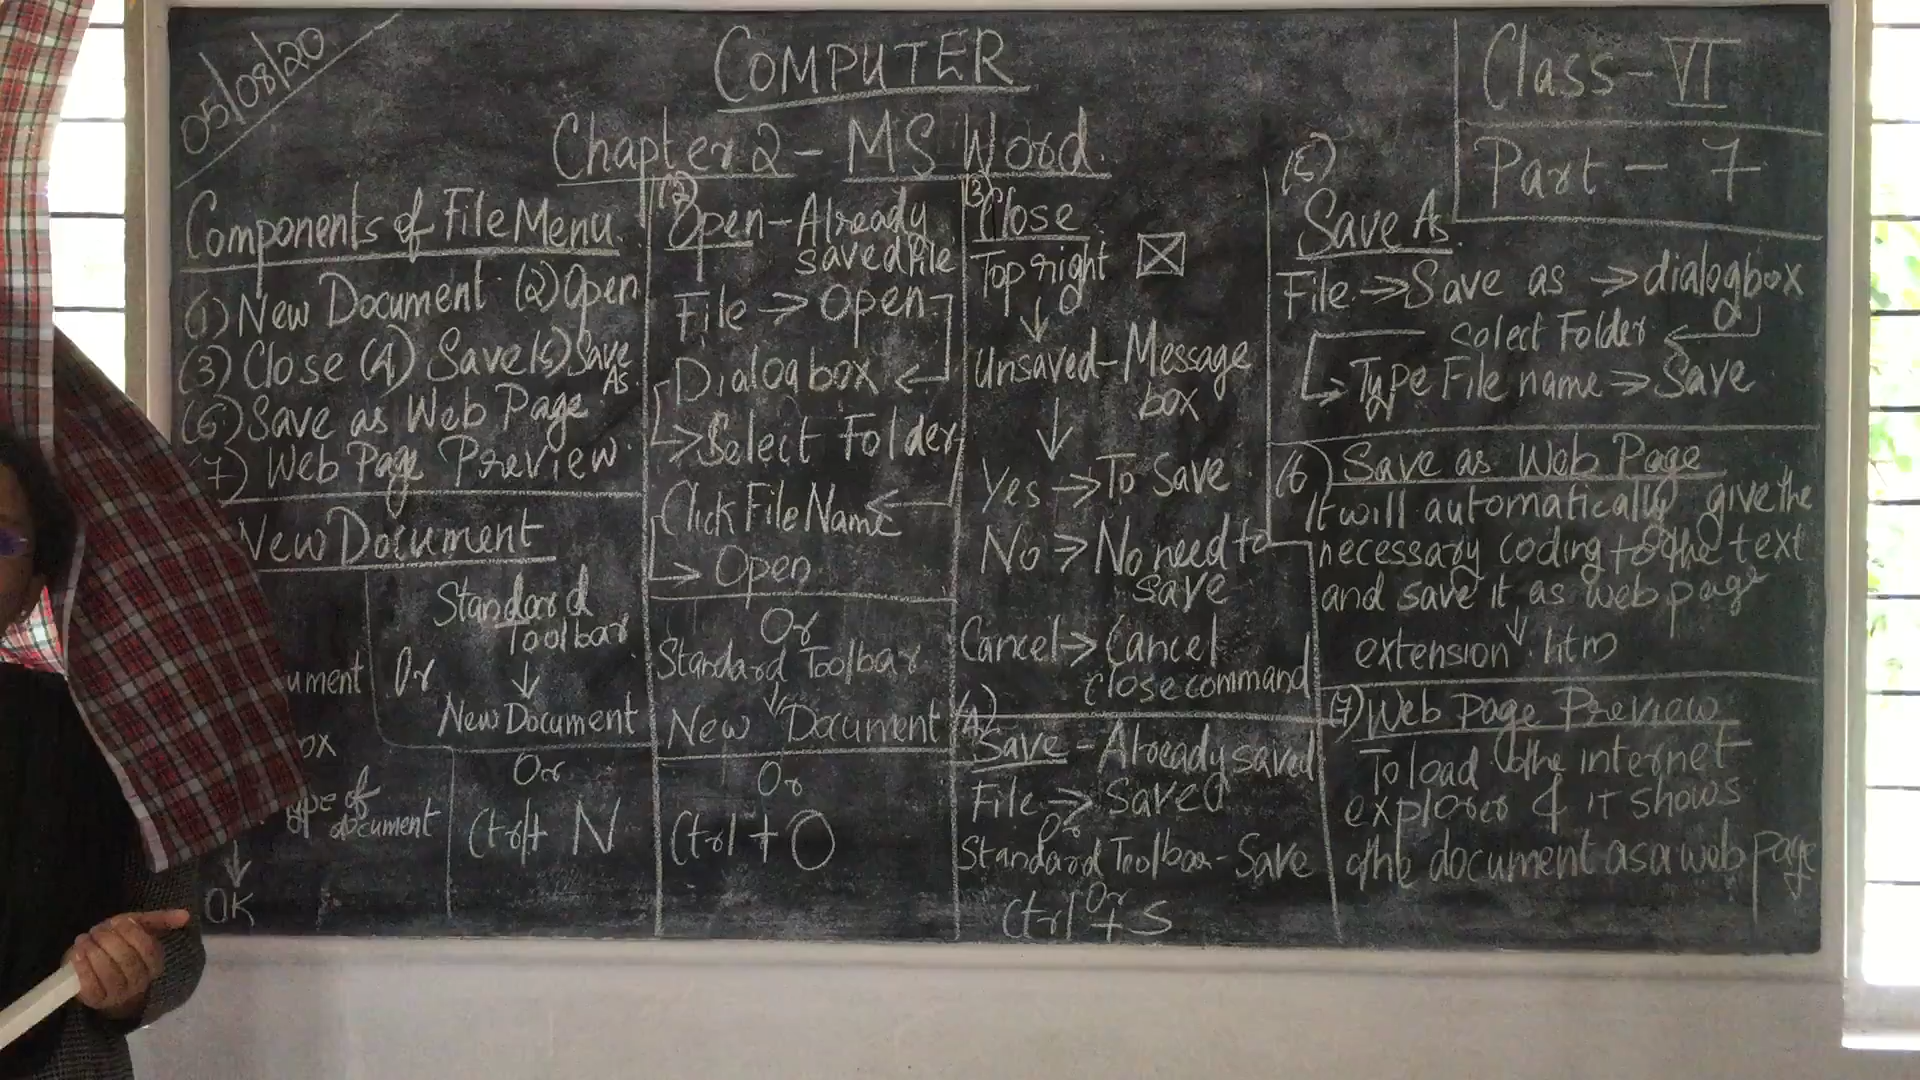 05/08/20
COMPUTER
Class - VI
Part - 7
Chapter 2 - MS Word
Components of File Menu
(1) New Document (2) Open
(3) Close (4) Save (5) Save As
(6) Save as Web Page
(7) Web Page Preview
New Document
ument
ox
ype of
document
OK
Or
Standard
Toolbar
New Document
Or
Ctrl + N
(2)
Open - Already
saved file
File → Open
Dialogbox
→ Select Folder
Click File Name
→ Open
Or
Standard Toolbar
New Document
Or
Ctrl + O
(3) Close
Top right
Unsaved - Message
box
Yes → To Save
No → No need to
save
Cancel → Cancel
close command
(4)
Save - Already saved
File → Save
Or
Standard Toolbar - Save
Or
Ctrl + S
(5)
Save As
File → Save as → dialogbox
select Folder
→ Type File name → Save
(6) Save as Web Page
It will automatically give the
necessary coding to the text
and save it as web page
extension .htm
(7) Web Page Preview
To load the internet
explorer & it shows
the document as a web page